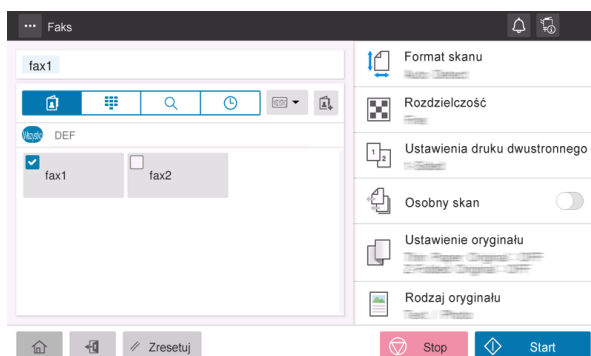 Faks
fax1
Format skanu
Rozdzielczość
Wszystko DEF
Ustawienia druku dwustronnego
fax1
fax2
Osobny skan
Ustawienie oryginału
Rodzaj oryginału
Zresetuj
Stop
Start